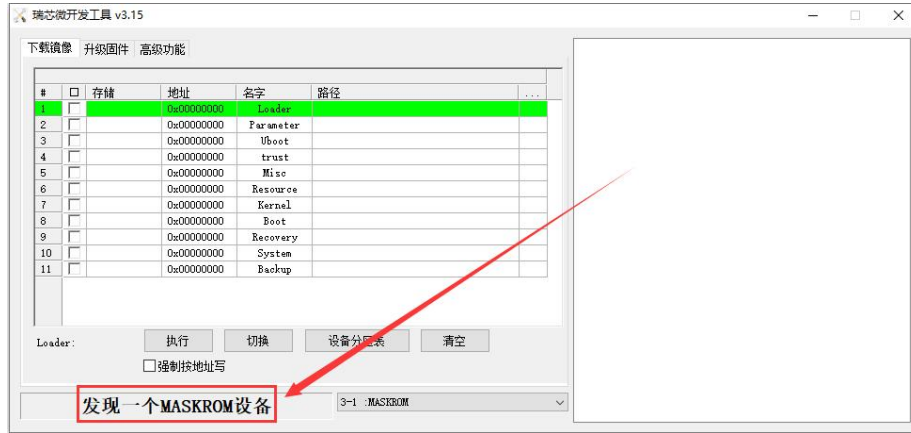 瑞芯微开发工具 v3.15
下载镜像 升级固件 高级功能
# 存储 地址 名字 路径 ...
1 0x00000000 Loader
2 0x00000000 Parameter
3 0x00000000 Uboot
4 0x00000000 trust
5 0x00000000 Misc
6 0x00000000 Resource
7 0x00000000 Kernel
8 0x00000000 Boot
9 0x00000000 Recovery
10 0x00000000 System
11 0x00000000 Backup
Loader: 执行 切换 设备分区表 清空
强制按地址写
发现一个MASKROM设备 3-1 :MASKROM